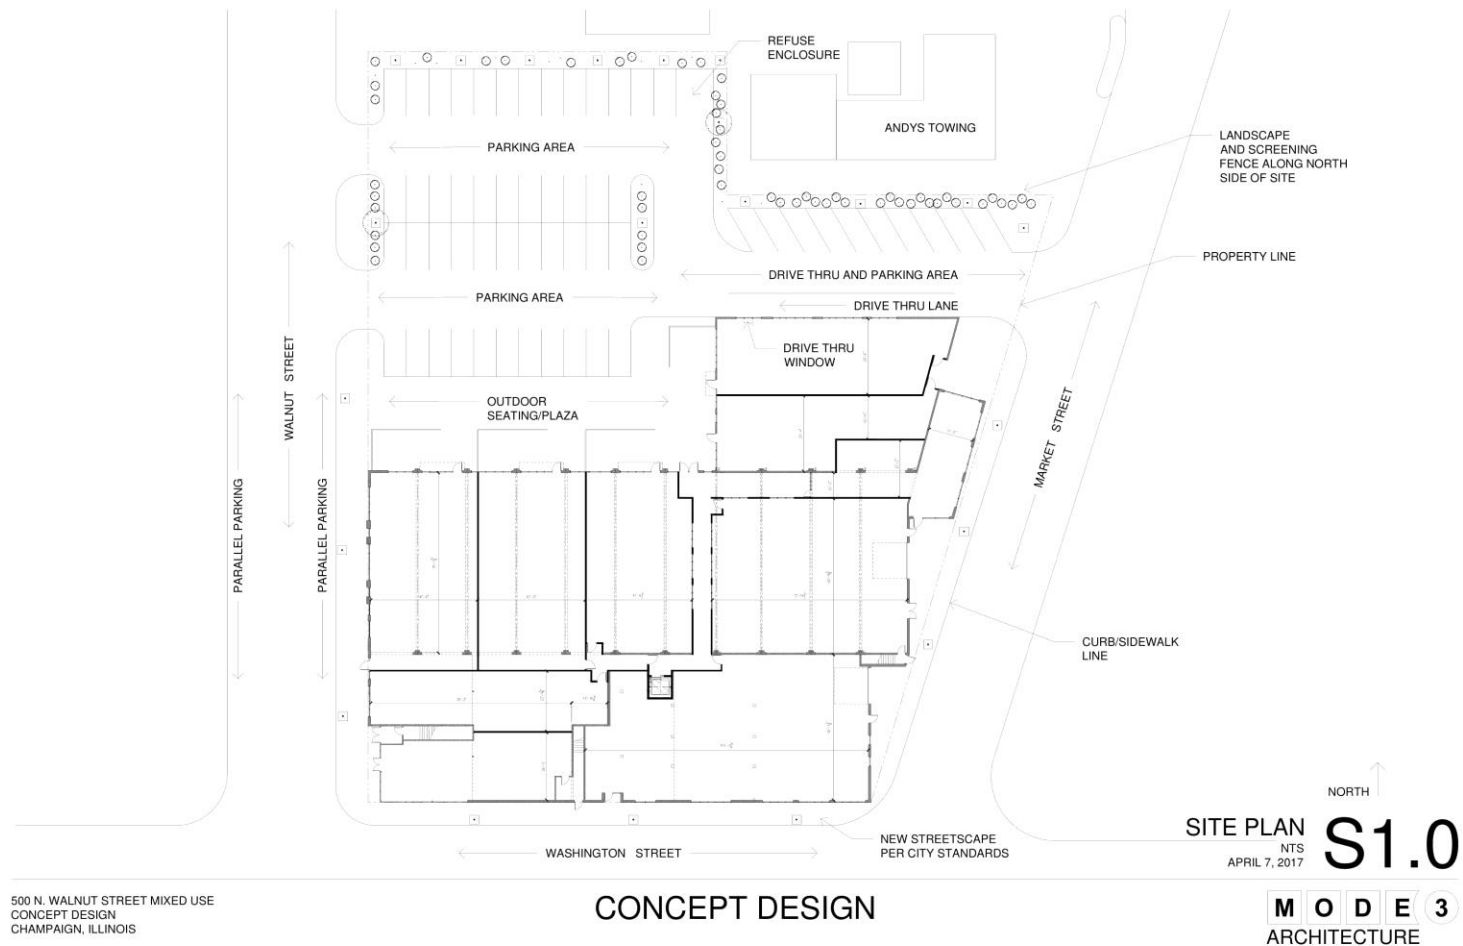 REFUSE
ENCLOSURE
ANDYS TOWING
LANDSCAPE
AND SCREENING
FENCE ALONG NORTH
SIDE OF SITE
PARKING AREA
PROPERTY LINE
DRIVE THRU AND PARKING AREA
PARKING AREA
DRIVE THRU LANE
DRIVE THRU
WINDOW
WALNUT STREET
OUTDOOR
SEATING/PLAZA
MARKET STREET
PARALLEL PARKING
PARALLEL PARKING
CURB/SIDEWALK
LINE
NORTH
SITE PLAN
NTS
APRIL 7, 2017
S1.0
NEW STREETSCAPE
PER CITY STANDARDS
WASHINGTON STREET
500 N. WALNUT STREET MIXED USE
CONCEPT DESIGN
CHAMPAIGN, ILLINOIS
CONCEPT DESIGN
MODE 3
ARCHITECTURE